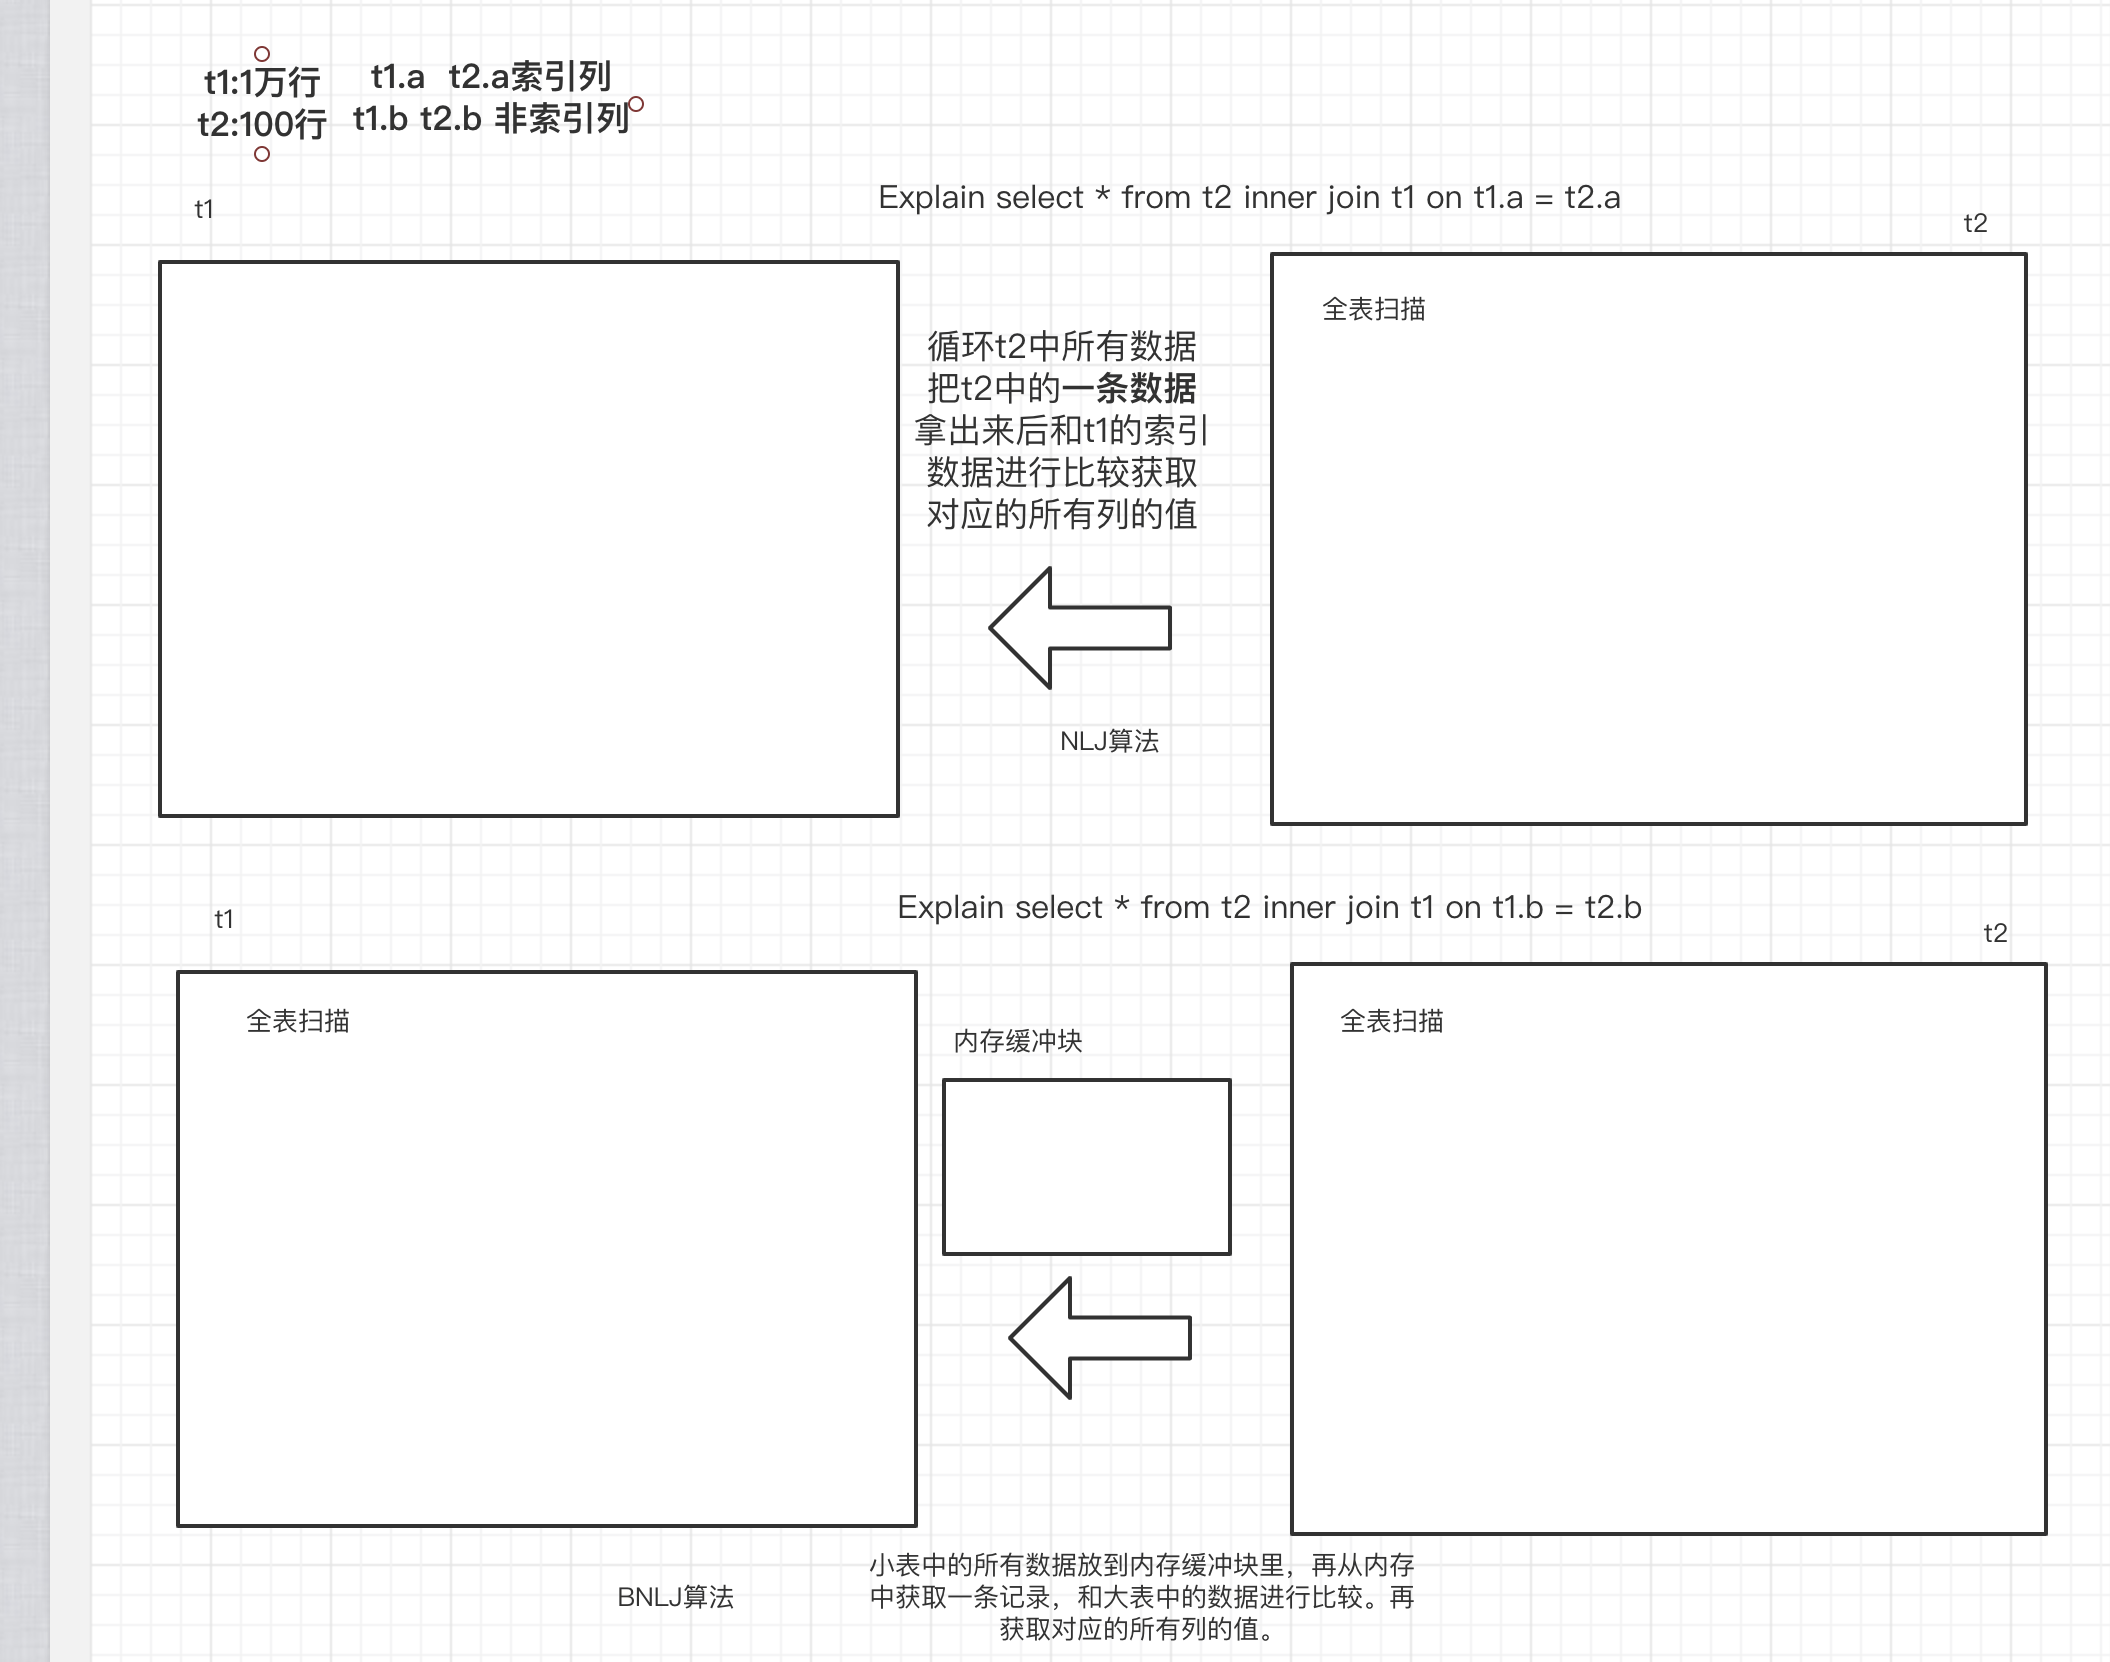 t1:1万行
t2:100行
t1.a  t2.a索引列
t1.b t2.b 非索引列
Explain select * from t2 inner join t1 on t1.a = t2.a
t1
t2
全表扫描
循环t2中所有数据
把t2中的一条数据
拿出来后和t1的索引
数据进行比较获取
对应的所有列的值
NLJ算法
Explain select * from t2 inner join t1 on t1.b = t2.b
t1
t2
全表扫描
内存缓冲块
全表扫描
BNLJ算法
小表中的所有数据放到内存缓冲块里，再从内存
中获取一条记录，和大表中的数据进行比较。再
获取对应的所有列的值。